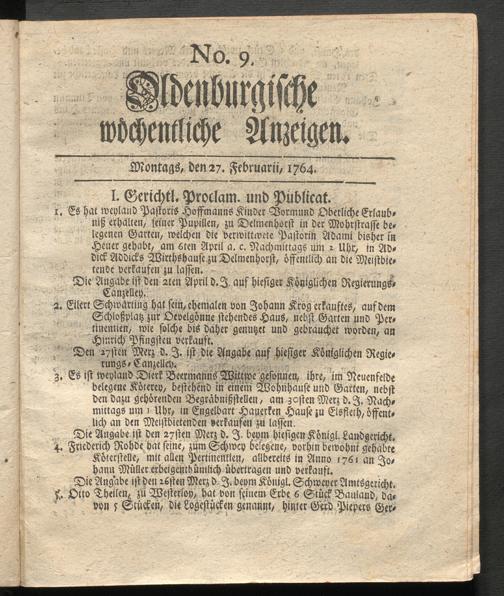 No. 9.
Oldenburgische
wöchentliche Anzeigen.
Montags, den 27. Februarii, 1764.
I. Gerichtl. Proclam. und Publicat.
1. Es hat weyland Pastoris Hoffmanns Kinder Vormund Oberliche Erlaub-
niß erhalten, seiner Pupillen, zu Delmenhorst in der Mohrstrasse be-
legenen Garten, welchen die verwittwete Pastorin Adami bisher in
Heuer gehabt, am 6ten April a. c. Nachmittags um 2 Uhr, in Ad-
dick Addicks Wirthshause zu Delmenhorst, öffentlich an die Meistbie-
tende verkaufen zu lassen.
Die Angabe ist den 2ten April d. J. auf hiesiger Königlichen Regierungs-
Canzelley.
2. Eilert Schwarting hat sein, ehemalen von Johann Krog erkauftes, auf dem
Schloßplatz zur Ovelgönne stehendes Haus, nebst Garten und Per-
tinentien, wie solche bis daher genutzet und gebrauchet worden, an
Hinrich Pfingsten verkauft.
Den 27sten Merz d. J. ist die Angabe auf hiesiger Königlichen Regie-
rungs-Canzelley.
3. Es ist weyland Dierk Beermanns Wittwe gesonnen, ihre, im Neuenfelde
belegene Köterey, bestehend in einem Wohnhause und Garten, nebst
den dazu gehörenden Begräbnißstellen, am 30sten Merz d. J. Nach-
mittags um 1 Uhr, in Engelbart Hayerken Hause zu Elsfleth, öffent-
lich an den Meistbietenden verkaufen zu lassen.
Die Angabe ist den 27sten Merz d. J. beym hiesigen Königl. Landgericht.
4. Friederich Rohde hat seine, zum Schwey belegene, vorhin bewohnt gehabte
Köterstelle, mit allen Pertinentien, allbereits in Anno 1761 an Jo-
hann Müller erbeigenthümlich übertragen und verkauft.
Die Angabe ist den 26sten Merz d. J. beym Königl. Schweyer Amtsgericht.
5. Otto Theilen, zu Westerloy, hat von seinem Erbe 6 Stück Bauland, da-
von 5 Stücken, die Logestücken genannt, hinter Gerd Piepers Ger-